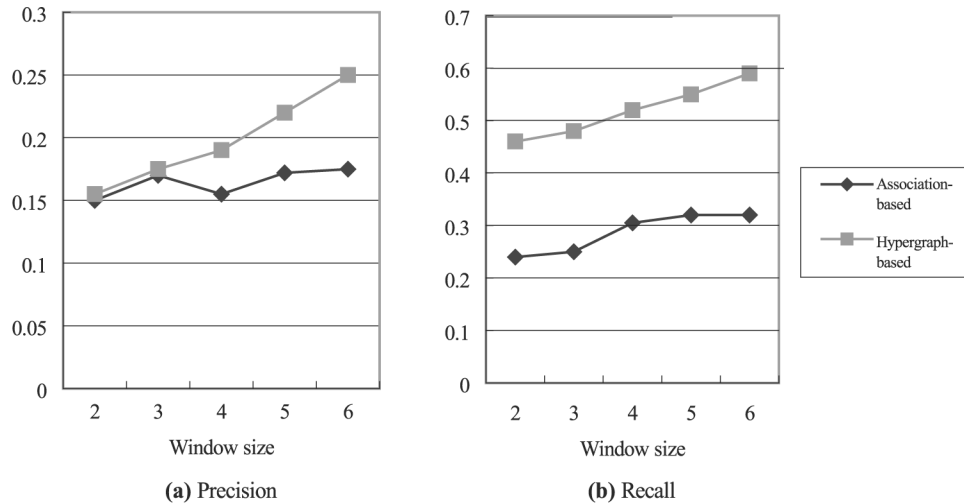 0.3
0.25
0.2
0.15
0.1
0.05
0
2 3 4 5 6
Window size
(a) Precision
0.7
0.6
0.5
0.4
0.3
0.2
0.1
0
2 3 4 5 6
Window size
(b) Recall
Association-
based
Hypergraph-
based